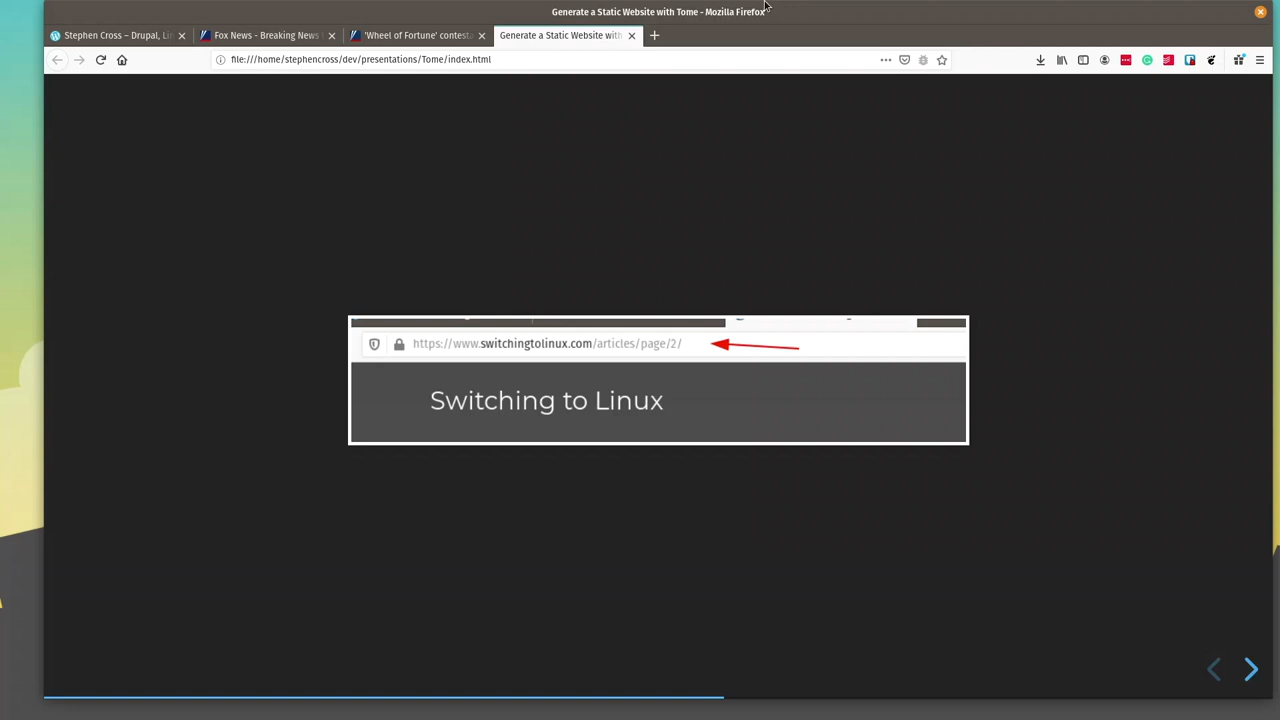 Generate a Static Website with Tome - Mozilla Firefox
Stephen Cross – Drupal, Lin
Fox News - Breaking News
'Wheel of Fortune' contesta
Generate a Static Website with
file:///home/stephencross/dev/presentations/Tome/index.html
https://www.switchingtolinux.com/articles/page/2/
Switching to Linux